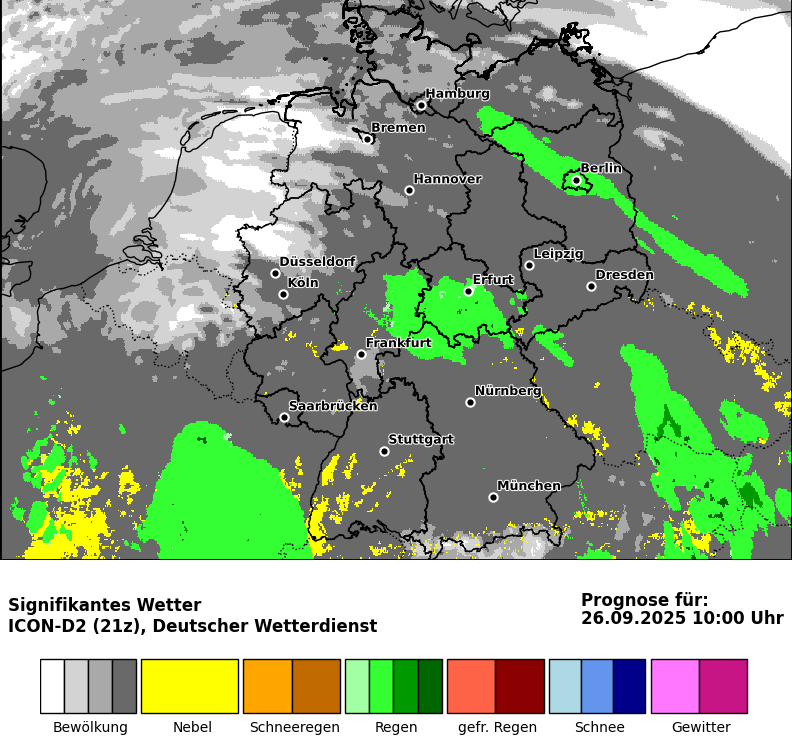 Hamburg
Bremen
Berlin
Hannover
Leipzig
Düsseldorf
Dresden
Köln
Erfurt
Frankfurt
Nürnberg
Saarbrücken
Stuttgart
München
Signifikantes Wetter
ICON-D2 (21z), Deutscher Wetterdienst
Prognose für:
26.09.2025 10:00 Uhr
Bewölkung Nebel Schneeregen Regen gefr. Regen Schnee Gewitter